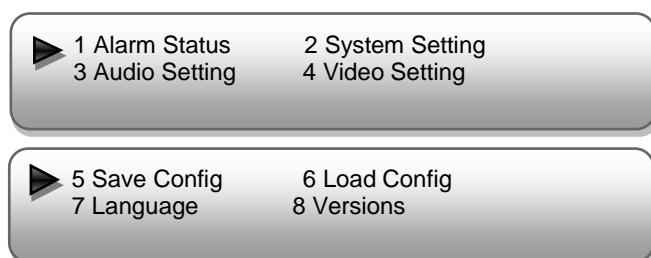 1 Alarm Status 2 System Setting
3 Audio Setting 4 Video Setting
5 Save Config 6 Load Config
7 Language 8 Versions